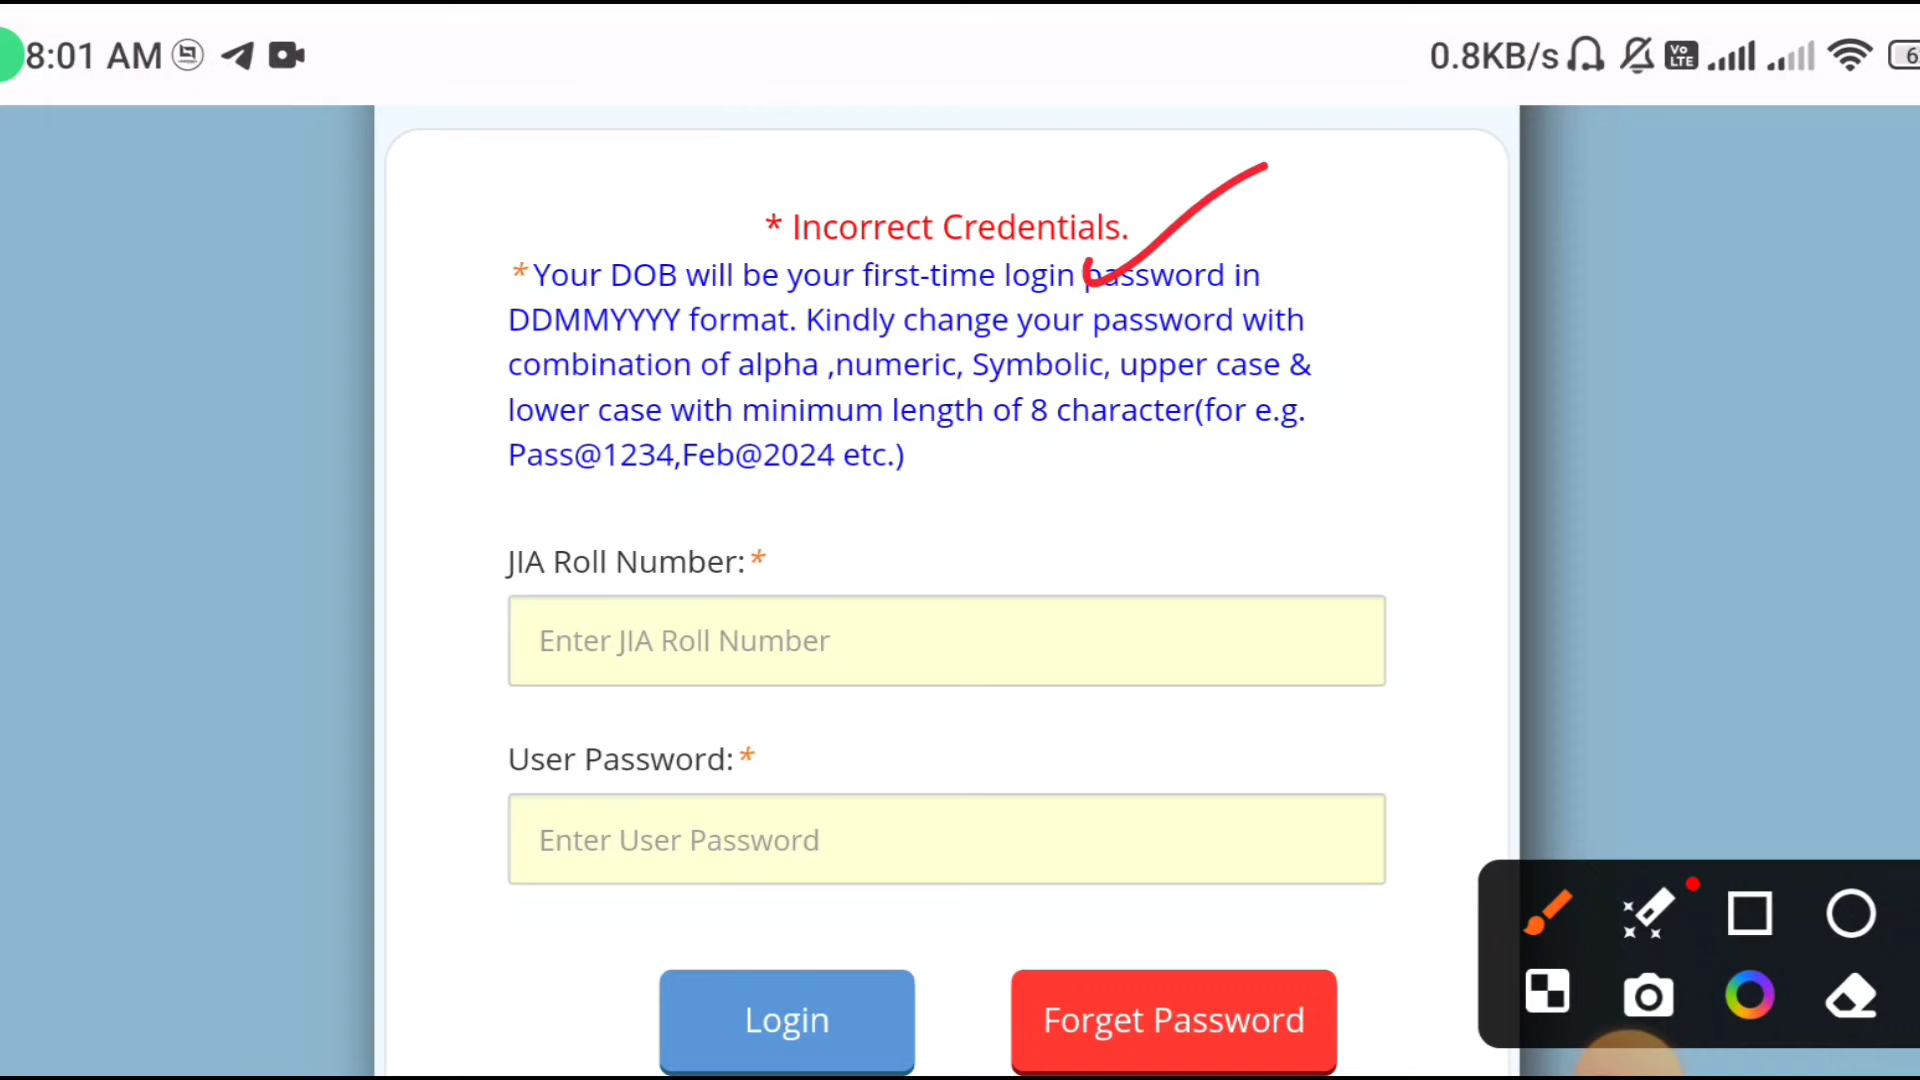 8:01 AM
0.8KB/s
Vo
LTE
6
* Incorrect Credentials.
*Your DOB will be your first-time login password in
DDMMYYYY format. Kindly change your password with
combination of alpha ,numeric, Symbolic, upper case &
lower case with minimum length of 8 character(for e.g.
Pass@1234,Feb@2024 etc.)
JIA Roll Number:*
Enter JIA Roll Number
User Password:*
Enter User Password
Login
Forget Password